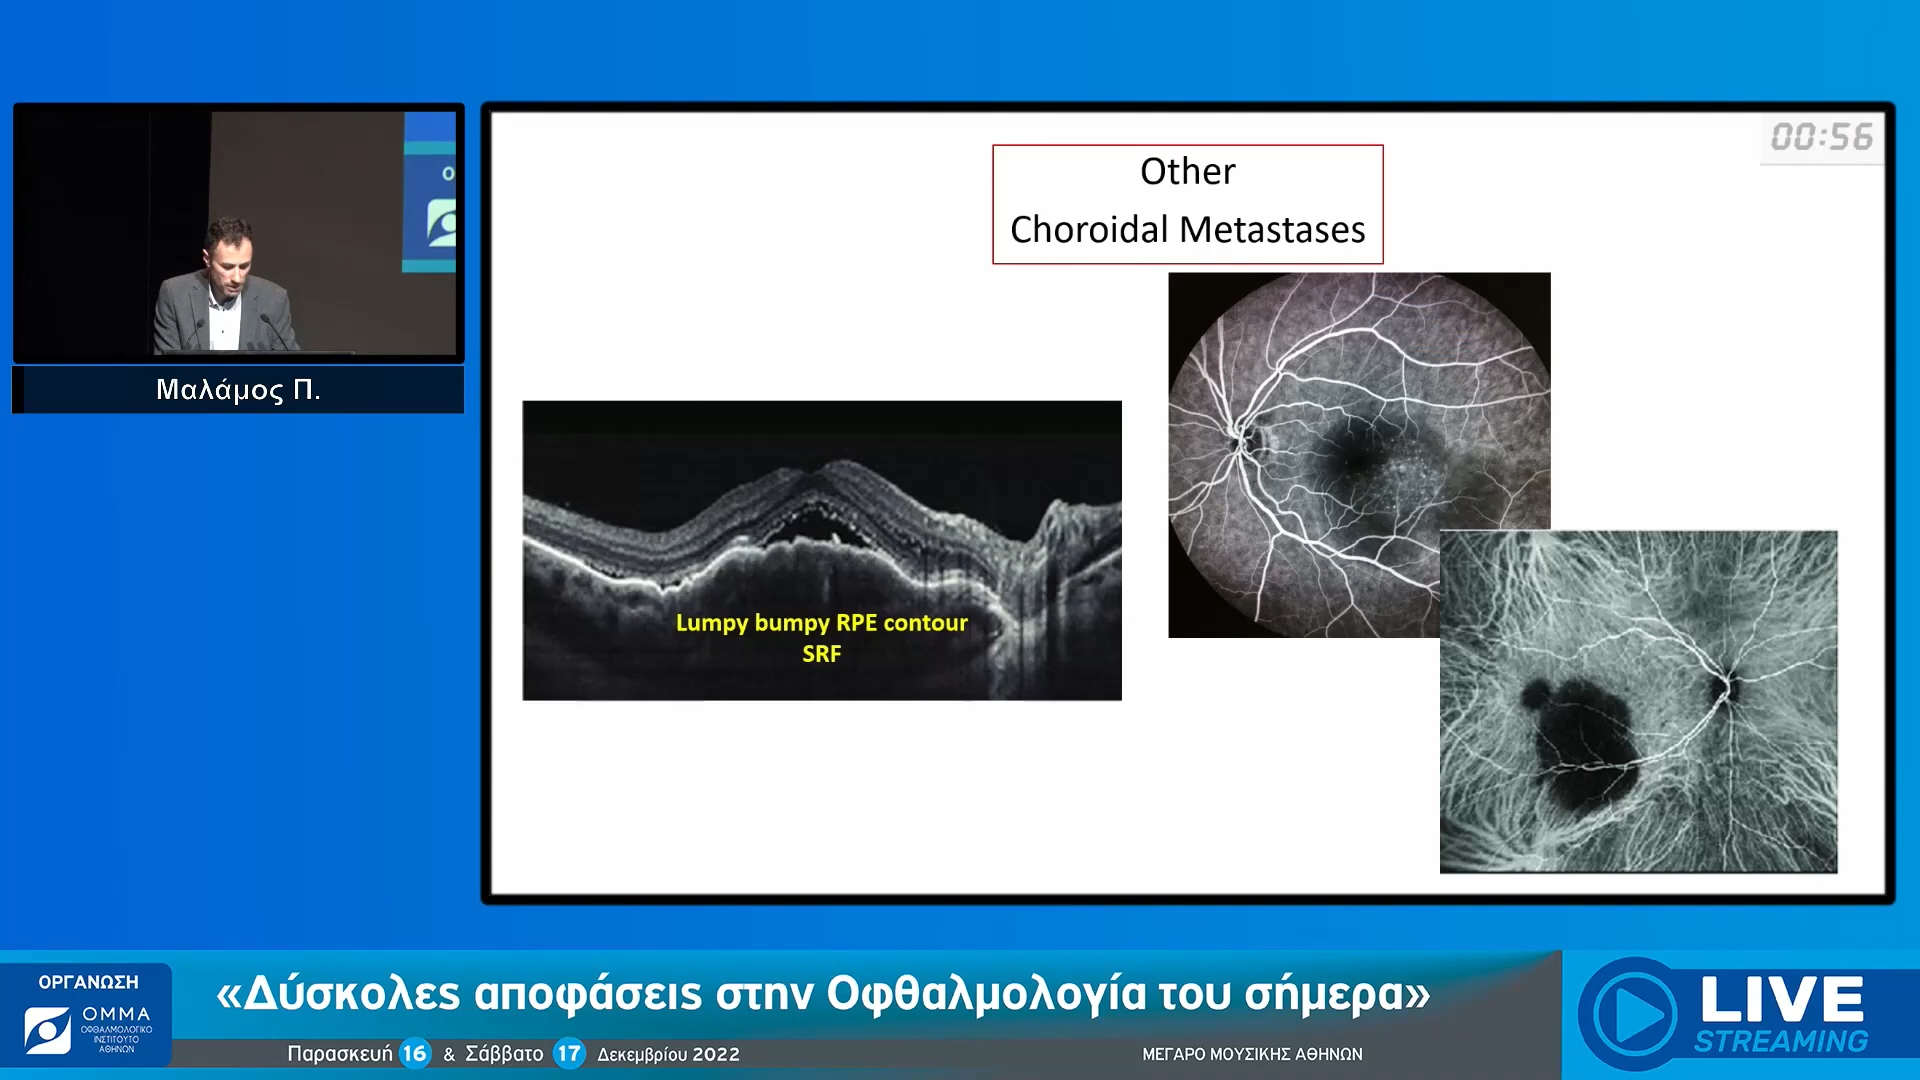 00:56
Other
Choroidal Metastases
Μαλάμος Π.
Lumpy bumpy RPE contour
SRF
ΟΡΓΑΝΩΣΗ
ΟΜΜΑ
ΟΦΘΑΛΜΟΛΟΓΙΚΟ
ΙΝΣΤΙΤΟΥΤΟ
ΑΘΗΝΩΝ
«Δύσκολες αποφάσεις στην Οφθαλμολογία του σήμερα»
Παρασκευή 16 & Σάββατο 17 Δεκεμβρίου 2022
ΜΕΓΑΡΟ ΜΟΥΣΙΚΗΣ ΑΘΗΝΩΝ
LIVE
STREAMING